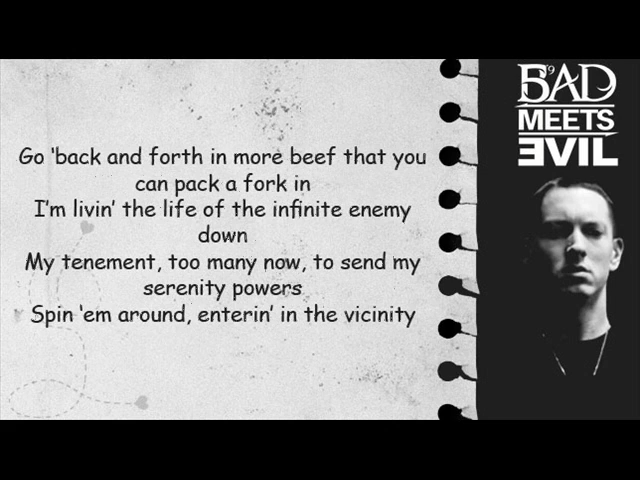 Go 'back and forth in more beef that you
can pack a fork in
I'm livin' the life of the infinite enemy
down
My tenement, too many now, to send my
serenity powers
Spin 'em around, enterin' in the vicinity
B'9AD
MEETS
EVIL